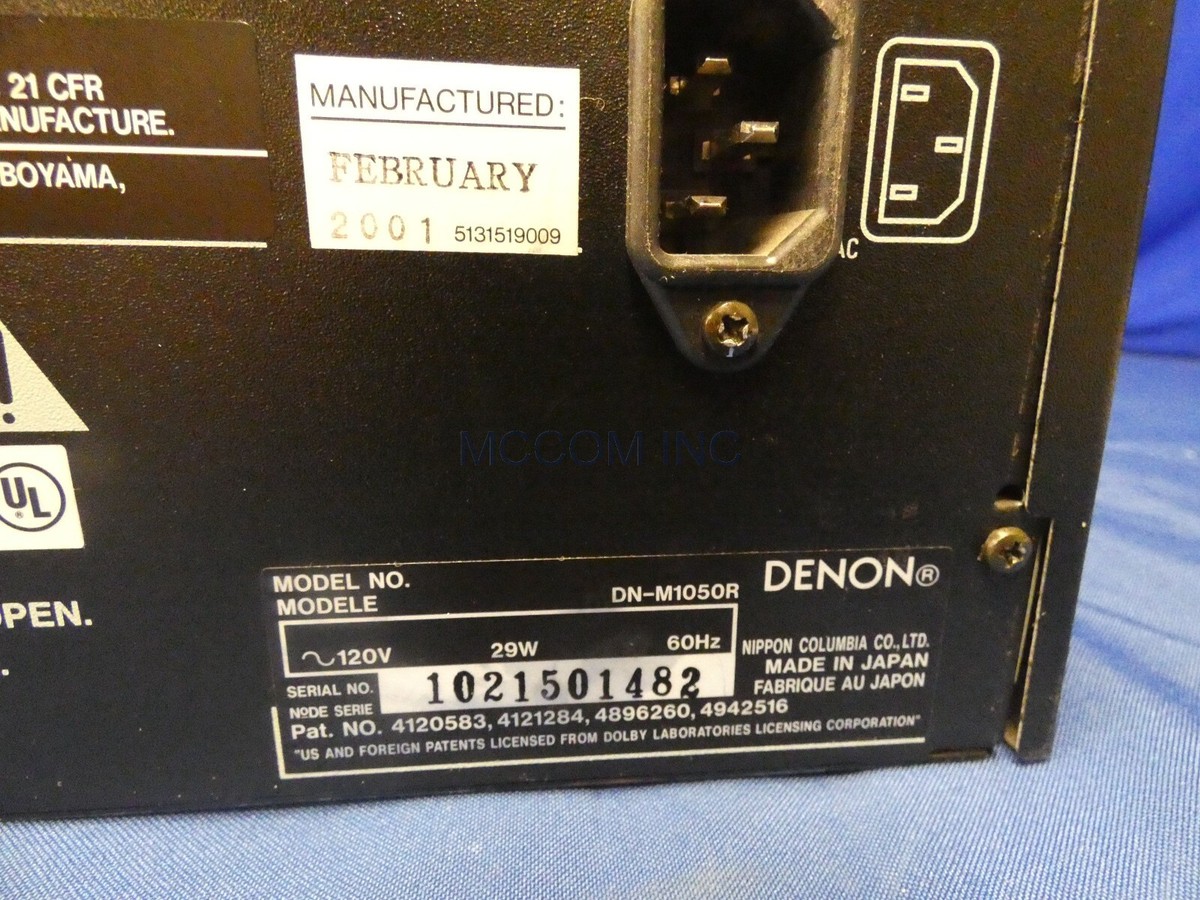 21 CFR
NUFACTURE.
BOYAMA,
MANUFACTURED:
FEBRUARY
2001 5131519009
AC
UL
®
OPEN.
MCCOM INC
MODEL NO.
MODELE
DN-M1050R
DENON®
120V 29W 60Hz
NIPPON COLUMBIA CO.,LTD.
MADE IN JAPAN
FABRIQUE AU JAPON
SERIAL NO.
NoDE SERIE
1021501482
Pat. NO. 4120583, 4121284, 4896260, 4942516
"US AND FOREIGN PATENTS LICENSED FROM DOLBY LABORATORIES LICENSING CORPORATION"